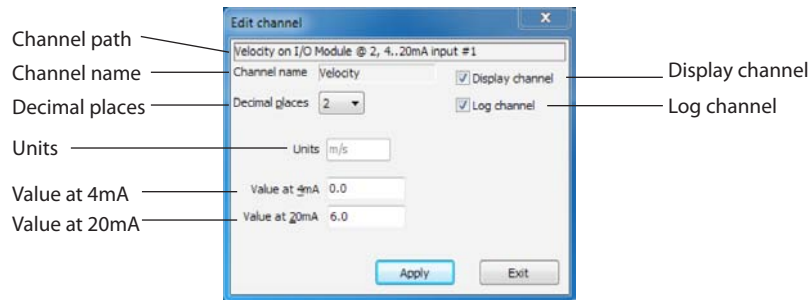 Edit channel
x
Channel path
Velocity on I/O Module @ 2, 4..20mA input #1
Channel name
Channel name Velocity
Display channel
Display channel
Decimal places
Decimal places 2
Log channel
Log channel
Units
Units m/s
Value at 4mA
Value at 4mA 0.0
Value at 20mA
Value at 20mA 6.0
Apply
Exit